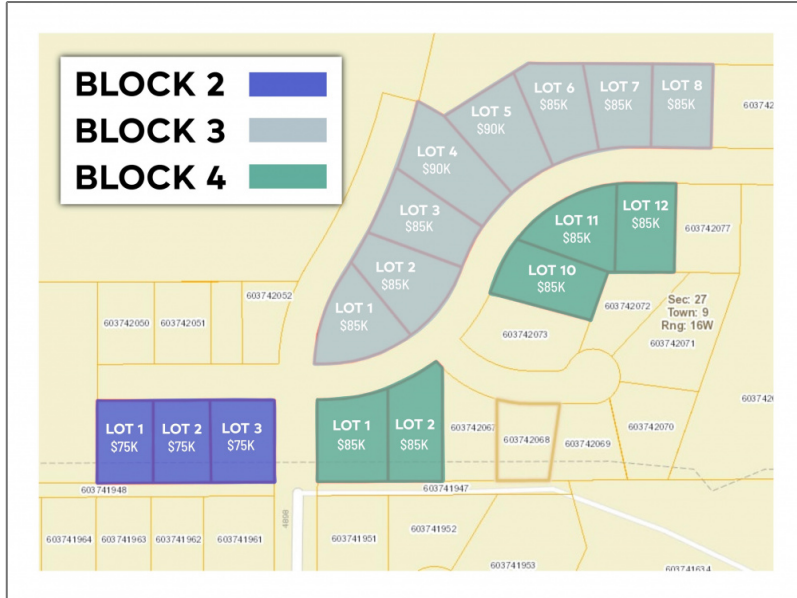 BLOCK 2
BLOCK 3
BLOCK 4
LOT 6
$85K
LOT 7
$85K
LOT 8
$85K
LOT 5
$90K
LOT 4
$90K
LOT 3
$85K
LOT 2
$85K
LOT 1
$85K
LOT 12
$85K
LOT 11
$85K
LOT 10
$85K
603742077
603742052
603742050
603742051
603742072
Sec: 27
Town: 9
Rng: 16W
603742073
603742071
LOT 1
$75K
LOT 2
$75K
LOT 3
$75K
LOT 1
$85K
LOT 2
$85K
603742068
603742069
603742070
603741948
603741947
4898
603741964
603741963
603741962
603741961
603741951
603741952
603741953